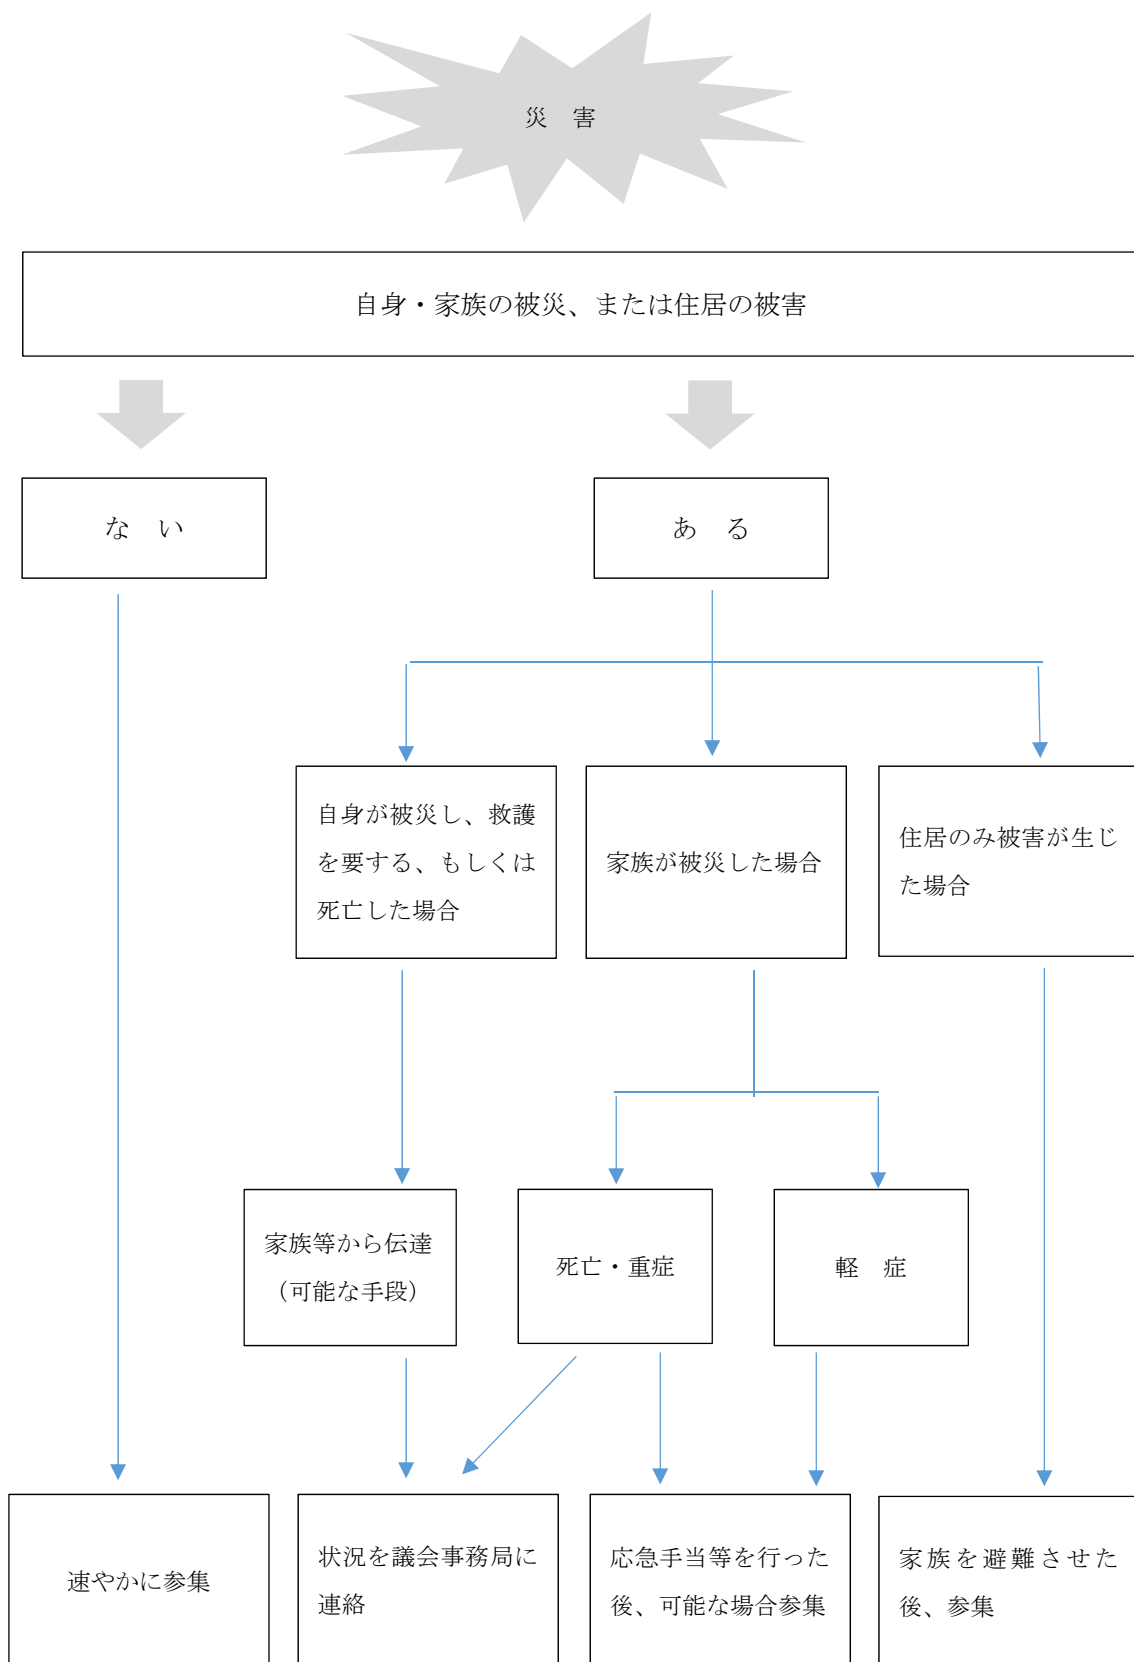 災　害
自身・家族の被災、または住居の被害
な　い
あ　る
自身が被災し、救護
を要する、もしくは
死亡した場合
家族が被災した場合
住居のみ被害が生じ
た場合
家族等から伝達
（可能な手段）
死亡・重症
軽　症
速やかに参集
状況を議会事務局に
連絡
応急手当等を行った
後、可能な場合参集
家族を避難させた
後、参集